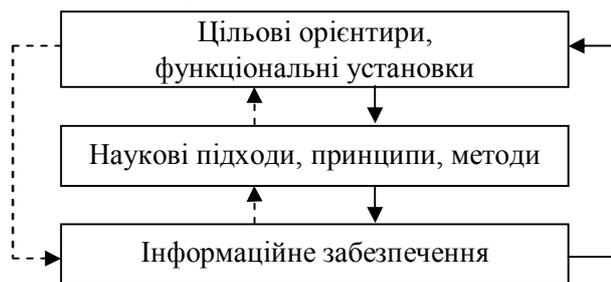 Цільові орієнтири,
функціональні установки
Наукові підходи, принципи, методи
Інформаційне забезпечення